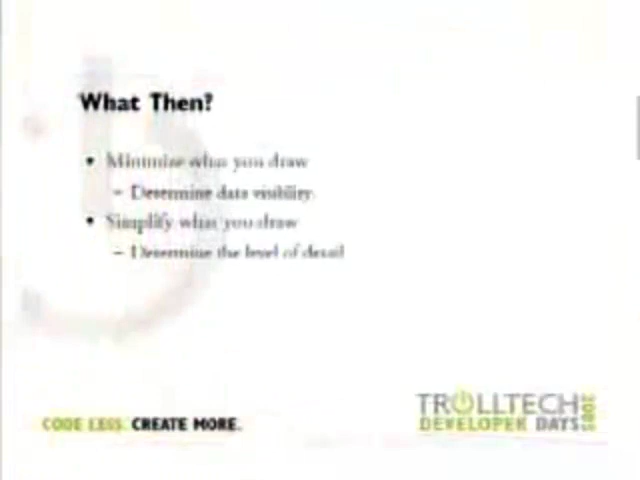 What Then?
• Minimize what you draw
– Determine data visibility
• Simplify what you draw
– Determine the level of detail
CODE LESS. CREATE MORE.
TROLLTECH
DEVELOPER DAYS